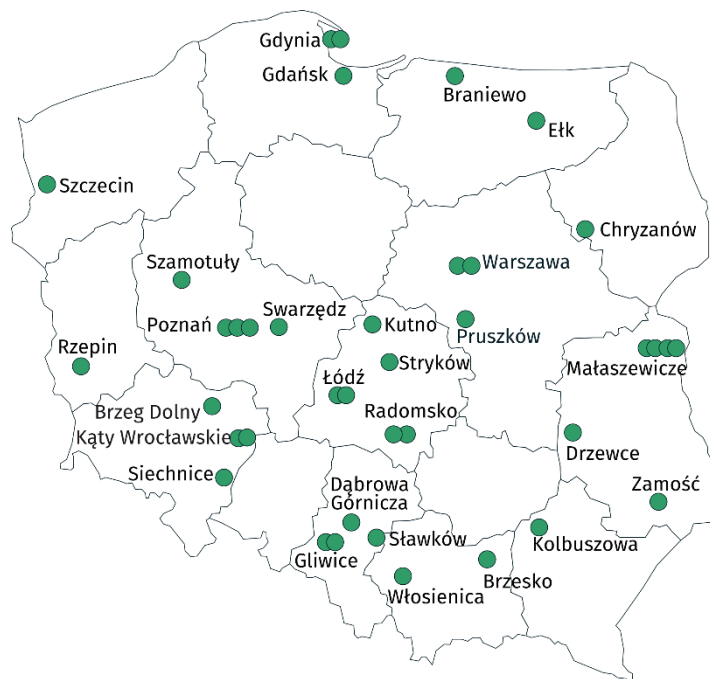 Gdynia
Gdańsk
Braniewo
Ełk
Szczecin
Chryzanów
Szamotuły
Warszawa
Poznań
Swarzędz
Kutno
Pruszków
Rzepin
Stryków
Małaszewicze
Łódź
Brzeg Dolny
Radomsko
Kąty Wrocławskie
Drzewce
Siechnice
Dąbrowa
Górnicza
Zamość
Sławków
Kolbuszowa
Gliwice
Brzesko
Włosienica